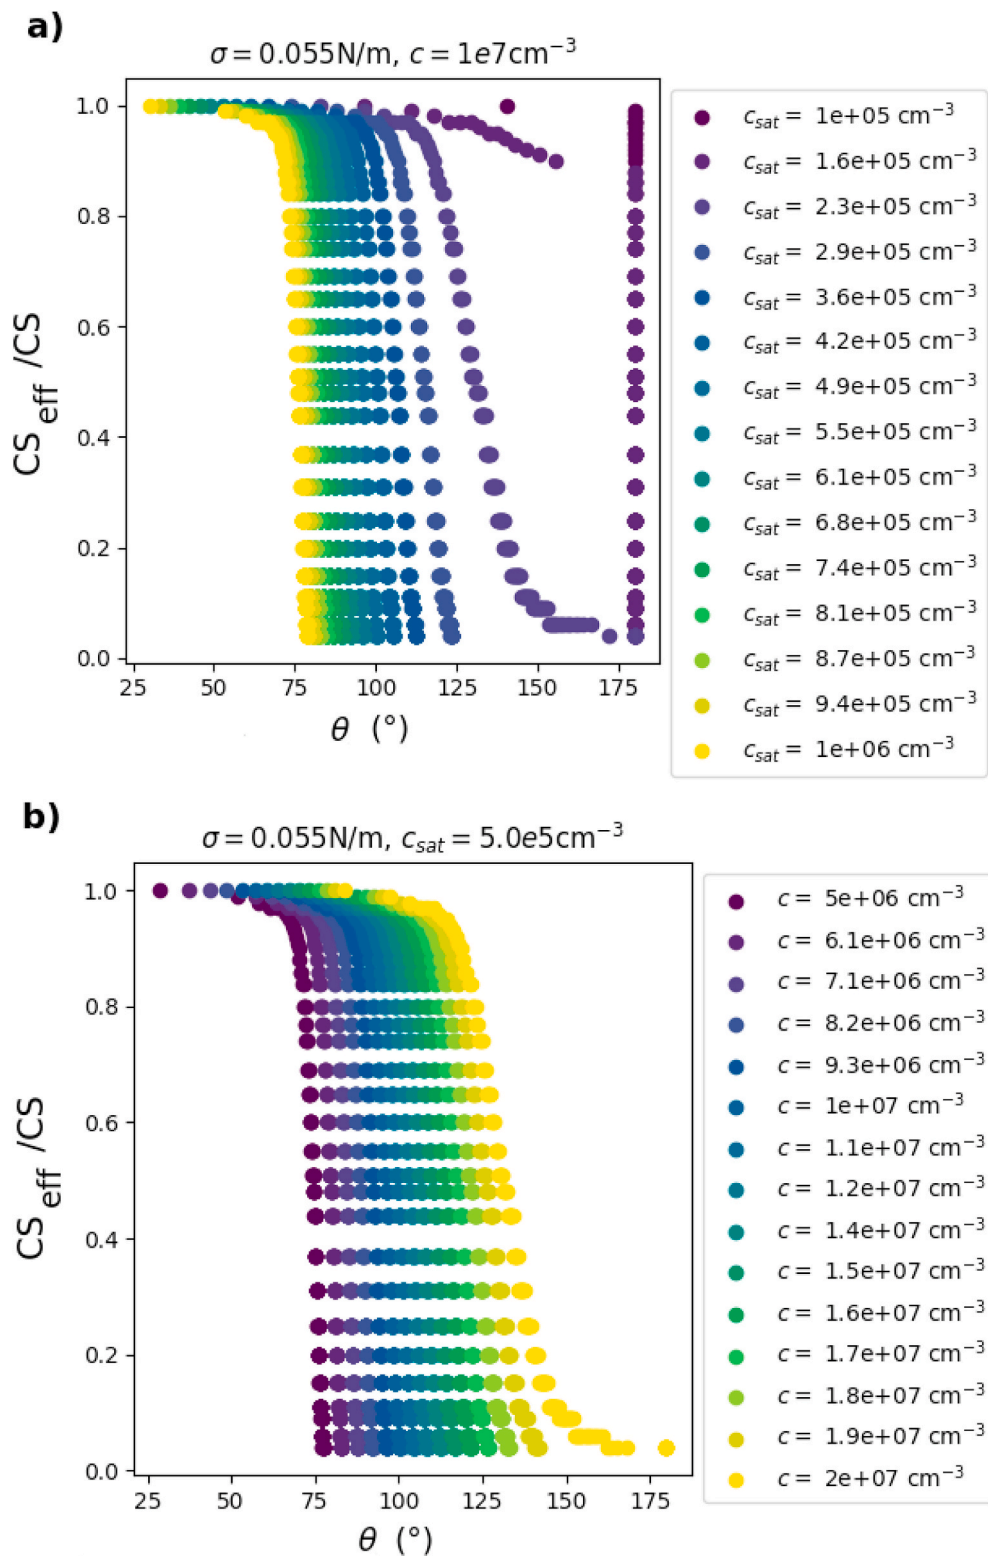 a)
σ = 0.055N/m, c = 1e7cm⁻³
1.0
0.8
0.6
0.4
0.2
0.0
CS eff /CS
25 50 75 100 125 150 175
θ (°)
c_sat = 1e+05 cm⁻³
c_sat = 1.6e+05 cm⁻³
c_sat = 2.3e+05 cm⁻³
c_sat = 2.9e+05 cm⁻³
c_sat = 3.6e+05 cm⁻³
c_sat = 4.2e+05 cm⁻³
c_sat = 4.9e+05 cm⁻³
c_sat = 5.5e+05 cm⁻³
c_sat = 6.1e+05 cm⁻³
c_sat = 6.8e+05 cm⁻³
c_sat = 7.4e+05 cm⁻³
c_sat = 8.1e+05 cm⁻³
c_sat = 8.7e+05 cm⁻³
c_sat = 9.4e+05 cm⁻³
c_sat = 1e+06 cm⁻³
b)
σ = 0.055N/m, c_sat = 5.0e5cm⁻³
1.0
0.8
0.6
0.4
0.2
0.0
CS eff /CS
25 50 75 100 125 150 175
θ (°)
c = 5e+06 cm⁻³
c = 6.1e+06 cm⁻³
c = 7.1e+06 cm⁻³
c = 8.2e+06 cm⁻³
c = 9.3e+06 cm⁻³
c = 1e+07 cm⁻³
c = 1.1e+07 cm⁻³
c = 1.2e+07 cm⁻³
c = 1.4e+07 cm⁻³
c = 1.5e+07 cm⁻³
c = 1.6e+07 cm⁻³
c = 1.7e+07 cm⁻³
c = 1.8e+07 cm⁻³
c = 1.9e+07 cm⁻³
c = 2e+07 cm⁻³